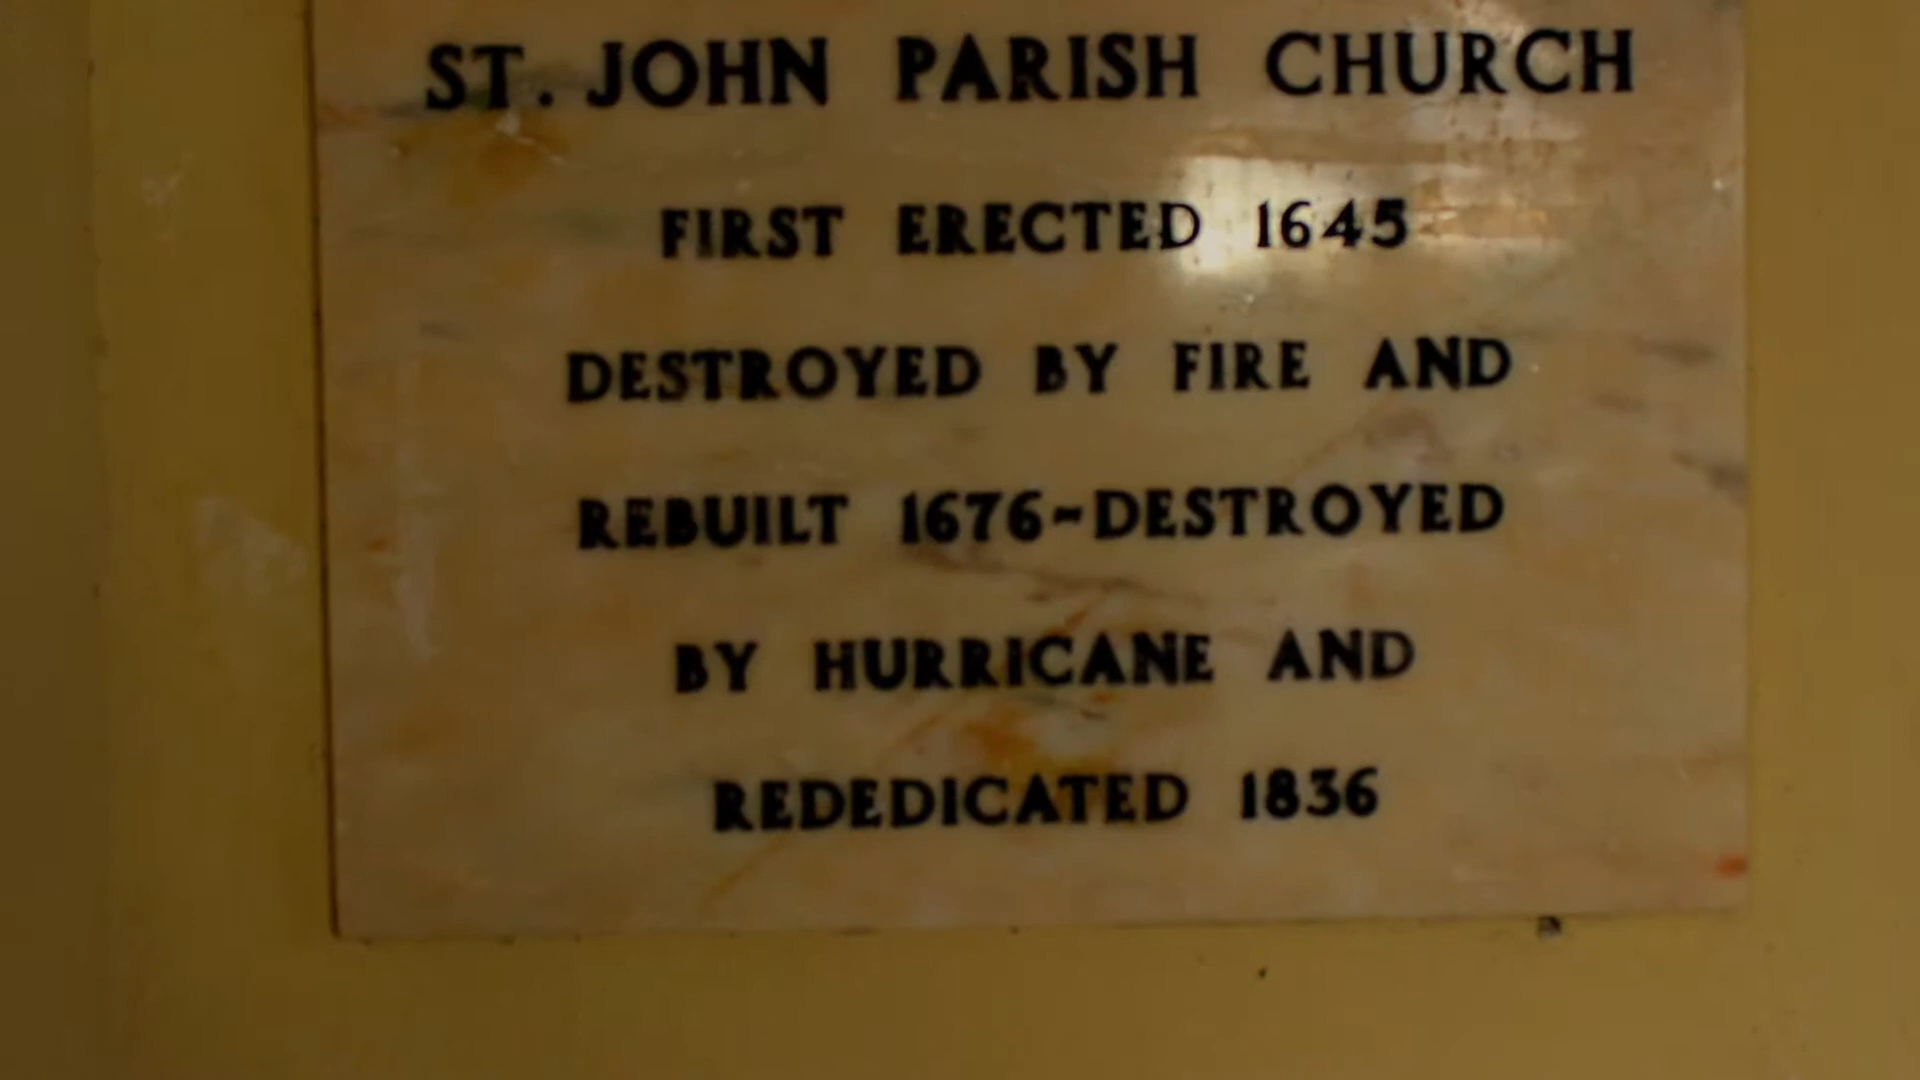 ST. JOHN PARISH CHURCH
FIRST ERECTED 1645
DESTROYED BY FIRE AND
REBUILT 1676~DESTROYED
BY HURRICANE AND
REDEDICATED 1836